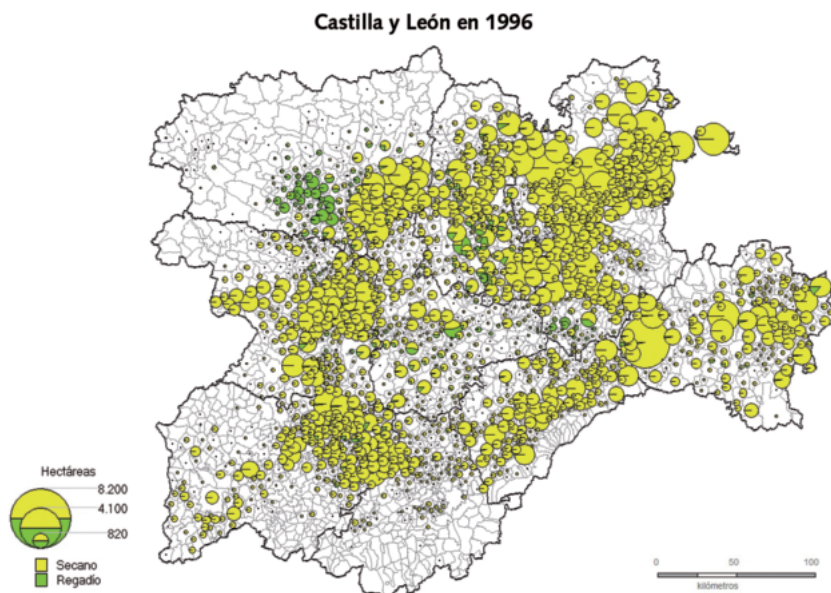 Castilla y León en 1996
Hectáreas
8.200
4.100
820
Secano
Regadío
0 50 100
kilómetros